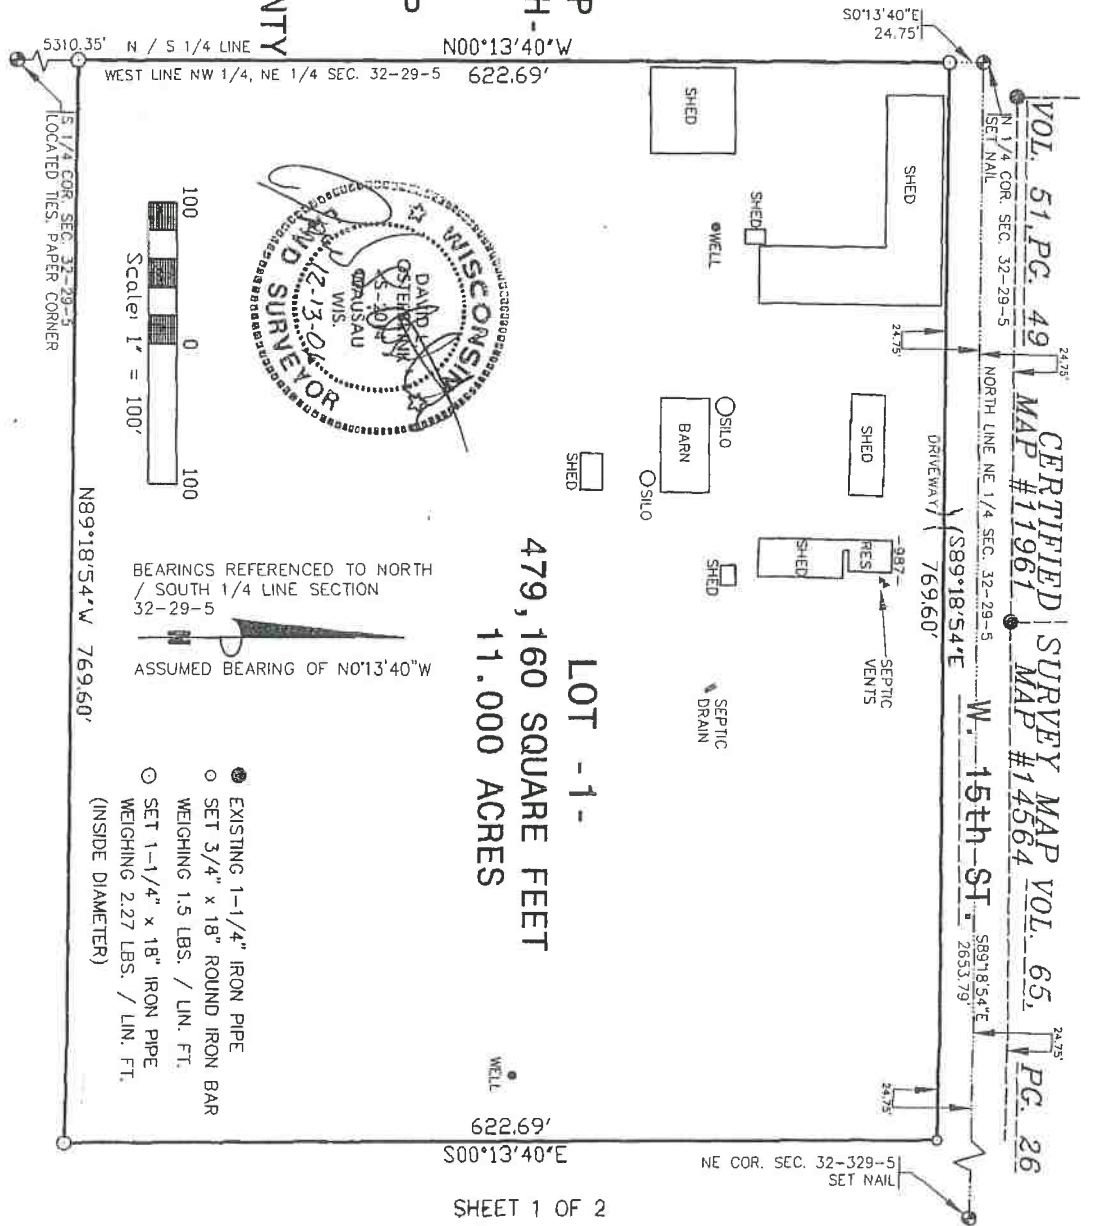 VOL. 51, PG. 49
MAP #11961
CERTIFIED SURVEY MAP VOL. 65, PG. 26
MAP #14564
S0°13'40"E
24.75'
N 1/4 COR. SEC. 32-29-5
SET NAIL
24.75'
24.75'
NORTH LINE NE 1/4 SEC. 32-29-5
W. 15th ST.
S89°18'54"E
2653.79'
24.75'
24.75'
NE COR. SEC. 32-329-5
SET NAIL
DRIVEWAY
(S89°18'54"E
769.60'
5310.35'
N / S 1/4 LINE
N00°13'40"W
WEST LINE NW 1/4, NE 1/4 SEC. 32-29-5
622.69'
P
H-
P
NTY
S 1/4 COR. SEC. 32-29-5
LOCATED TIES, PAPER CORNER
SHED
SHED
SHED
WELL
SHED
SILO
BARN
SILO
SHED
-987-
RES
SHED
SHED
SEPTIC
VENTS
SEPTIC
DRAIN
WELL
LOT -1-
479,160 SQUARE FEET
11.000 ACRES
WISCONSIN
DAVID
WAUSAU
WIS.
LAND SURVEYOR
100
0
100
Scale: 1" = 100'
BEARINGS REFERENCED TO NORTH
/ SOUTH 1/4 LINE SECTION
32-29-5
N
ASSUMED BEARING OF N0°13'40"W
EXISTING 1-1/4" IRON PIPE
SET 3/4" x 18" ROUND IRON BAR
WEIGHING 1.5 LBS. / LIN. FT.
SET 1-1/4" x 18" IRON PIPE
WEIGHING 2.27 LBS. / LIN. FT.
(INSIDE DIAMETER)
N89°18'54"W 769.60'
622.69'
S00°13'40"E
SHEET 1 OF 2